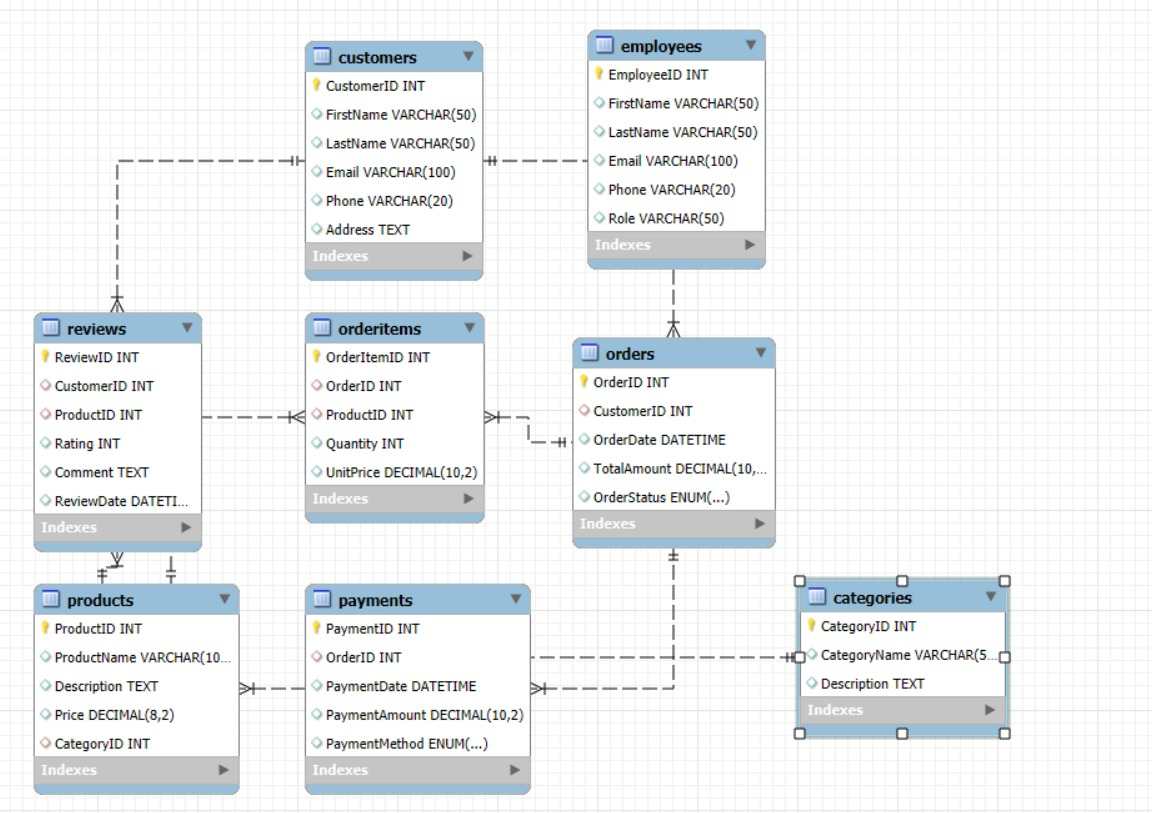 customers
CustomerID INT
FirstName VARCHAR(50)
LastName VARCHAR(50)
Email VARCHAR(100)
Phone VARCHAR(20)
Address TEXT
Indexes
employees
EmployeeID INT
FirstName VARCHAR(50)
LastName VARCHAR(50)
Email VARCHAR(100)
Phone VARCHAR(20)
Role VARCHAR(50)
Indexes
reviews
ReviewID INT
CustomerID INT
ProductID INT
Rating INT
Comment TEXT
ReviewDate DATETI...
Indexes
orderitems
OrderItemID INT
OrderID INT
ProductID INT
Quantity INT
UnitPrice DECIMAL(10,2)
Indexes
orders
OrderID INT
CustomerID INT
OrderDate DATETIME
TotalAmount DECIMAL(10,...
OrderStatus ENUM(...)
Indexes
products
ProductID INT
ProductName VARCHAR(10...
Description TEXT
Price DECIMAL(8,2)
CategoryID INT
Indexes
payments
PaymentID INT
OrderID INT
PaymentDate DATETIME
PaymentAmount DECIMAL(10,2)
PaymentMethod ENUM(...)
Indexes
categories
CategoryID INT
CategoryName VARCHAR(5...
Description TEXT
Indexes